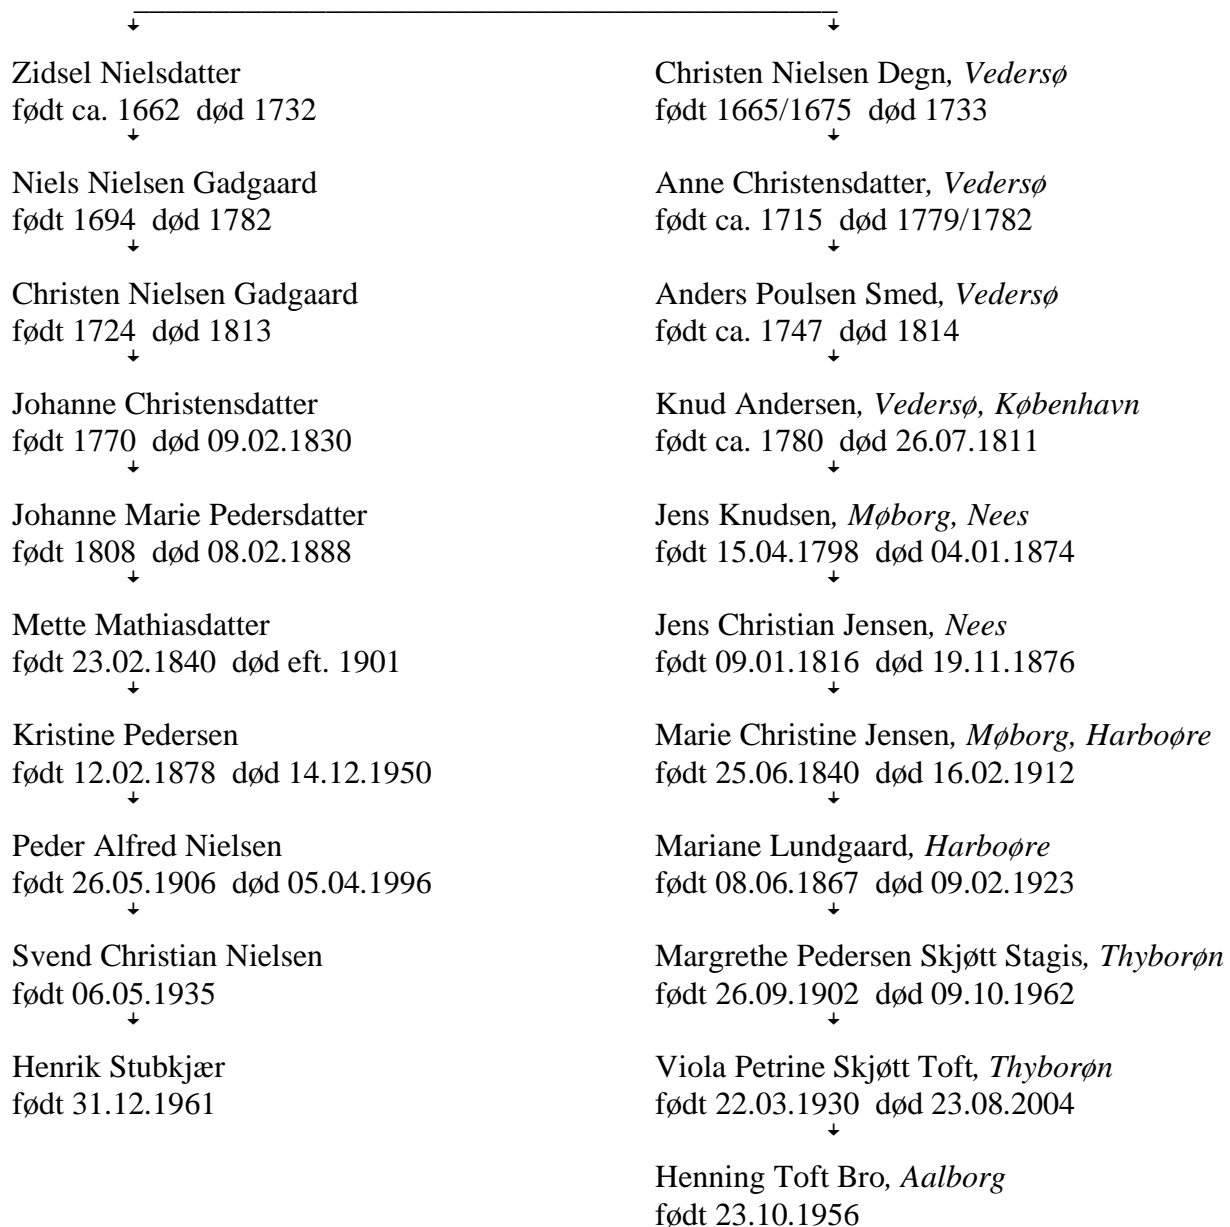 Zidsel Nielsdatter
født ca. 1662  død 1732
Niels Nielsen Gadgaard
født 1694  død 1782
Christen Nielsen Gadgaard
født 1724  død 1813
Johanne Christensdatter
født 1770  død 09.02.1830
Johanne Marie Pedersdatter
født 1808  død 08.02.1888
Mette Mathiasdatter
født 23.02.1840  død eft. 1901
Kristine Pedersen
født 12.02.1878  død 14.12.1950
Peder Alfred Nielsen
født 26.05.1906  død 05.04.1996
Svend Christian Nielsen
født 06.05.1935
Henrik Stubkjær
født 31.12.1961
Christen Nielsen Degn, Vedersø
født 1665/1675  død 1733
Anne Christensdatter, Vedersø
født ca. 1715  død 1779/1782
Anders Poulsen Smed, Vedersø
født ca. 1747  død 1814
Knud Andersen, Vedersø, København
født ca. 1780  død 26.07.1811
Jens Knudsen, Møborg, Nees
født 15.04.1798  død 04.01.1874
Jens Christian Jensen, Nees
født 09.01.1816  død 19.11.1876
Marie Christine Jensen, Møborg, Harboøre
født 25.06.1840  død 16.02.1912
Mariane Lundgaard, Harboøre
født 08.06.1867  død 09.02.1923
Margrethe Pedersen Skjøtt Stagis, Thyborøn
født 26.09.1902  død 09.10.1962
Viola Petrine Skjøtt Toft, Thyborøn
født 22.03.1930  død 23.08.2004
Henning Toft Bro, Aalborg
født 23.10.1956